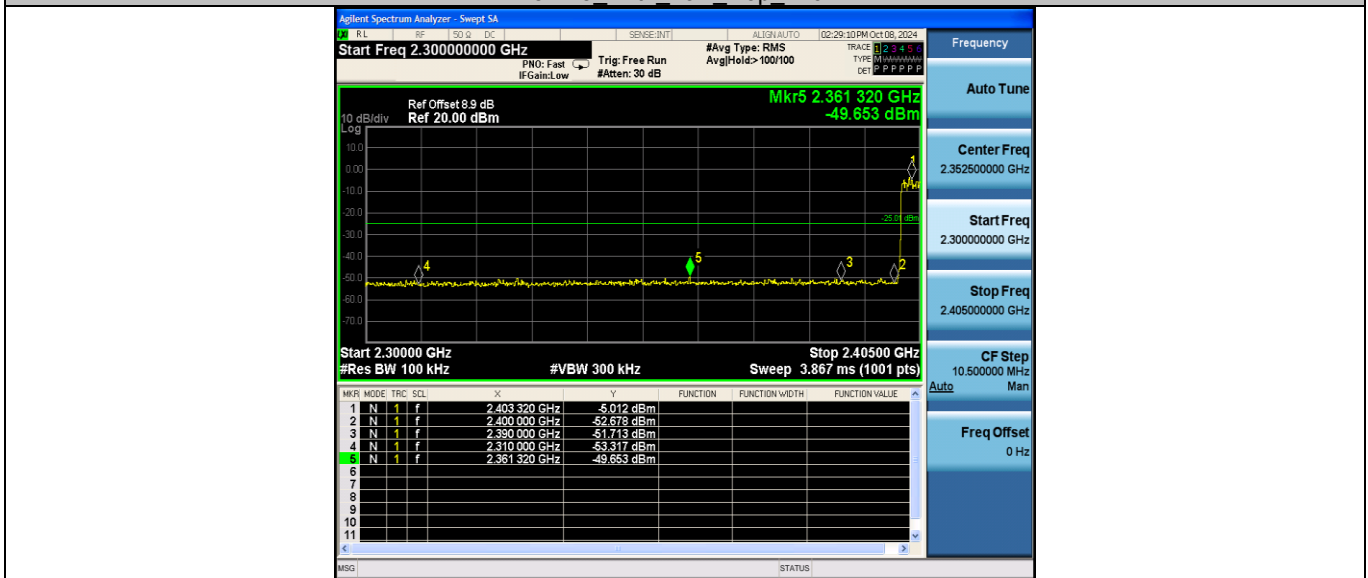 Agilent Spectrum Analyzer - Swept SA
RL RF 50 Ω DC SENSE:INT ALIGN AUTO 02:29:10 PM Oct 08, 2024
Start Freq 2.300000000 GHz
PNO: Fast
IFGain:Low
Trig: Free Run
#Atten: 30 dB
#Avg Type: RMS
Avg|Hold:>100/100
TRACE 1 2 3 4 5 6
TYPE M
DET P P P P P P
Ref Offset 8.9 dB
10 dB/div Ref 20.00 dBm
Log
Mkr5 2.361 320 GHz
-49.653 dBm
10.0
0.00
-10.0
-20.0
-30.0
-40.0
-50.0
-60.0
-70.0
1
-25.01 dBm
4
5
3
2
Start 2.30000 GHz Stop 2.40500 GHz
#Res BW 100 kHz #VBW 300 kHz Sweep 3.867 ms (1001 pts)
MKR MODE TRC SCL X Y FUNCTION FUNCTION WIDTH FUNCTION VALUE
1 N 1 f 2.403 320 GHz -5.012 dBm
2 N 1 f 2.400 000 GHz -52.678 dBm
3 N 1 f 2.390 000 GHz -51.713 dBm
4 N 1 f 2.310 000 GHz -53.317 dBm
5 N 1 f 2.361 320 GHz -49.653 dBm
6
7
8
9
10
11
MSG STATUS
Frequency
Auto Tune
Center Freq
2.352500000 GHz
Start Freq
2.300000000 GHz
Stop Freq
2.405000000 GHz
CF Step
10.500000 MHz
Auto Man
Freq Offset
0 Hz